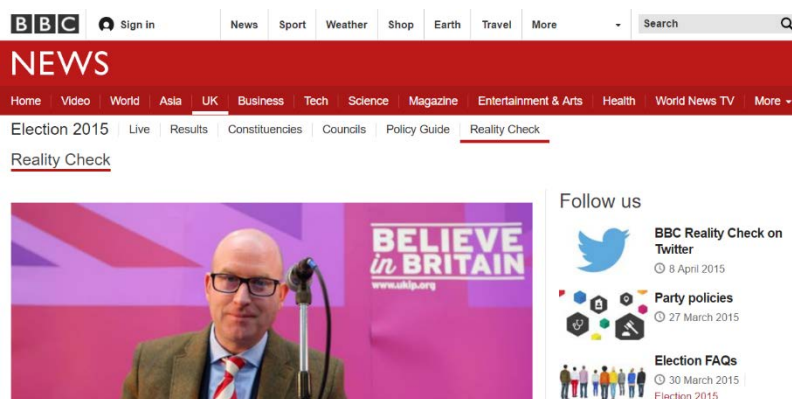 BBC Sign in News Sport Weather Shop Earth Travel More Search
NEWS
Home Video World Asia UK Business Tech Science Magazine Entertainment & Arts Health World News TV More
Election 2015 Live Results Constituencies Councils Policy Guide Reality Check
Reality Check
BELIEVE
in BRITAIN
www.ukip.org
Follow us
BBC Reality Check on
Twitter
8 April 2015
Party policies
27 March 2015
Election FAQs
30 March 2015
Election 2015